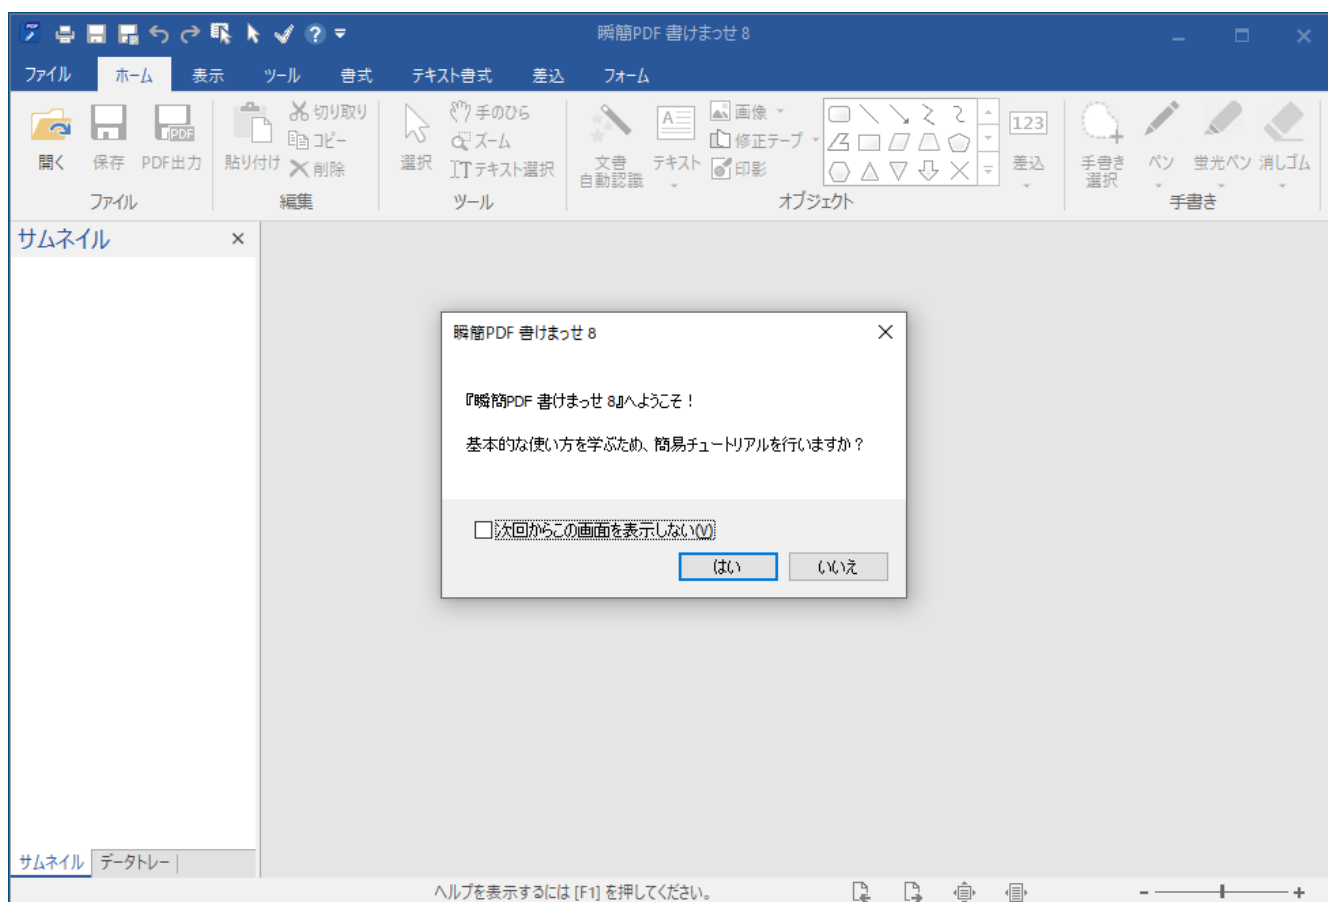 瞬簡PDF 書けまっせ 8
ファイル ホーム 表示 ツール 書式 テキスト書式 差込 フォーム
開く
保存
PDF出力
ファイル
貼り付け
切り取り
コピー
削除
編集
選択
手のひら
ズーム
テキスト選択
ツール
文書
自動認識
テキスト
画像
修正テープ
印影
オブジェクト
123
差込
手書き
選択
ペン
蛍光ペン
消しゴム
手書き
サムネイル
瞬簡PDF 書けまっせ 8
『瞬簡PDF 書けまっせ 8』へようこそ！
基本的な使い方を学ぶため、簡易チュートリアルを行いますか？
次回からこの画面を表示しない(V)
はい いいえ
サムネイル データトレー
ヘルプを表示するには [F1] を押してください。